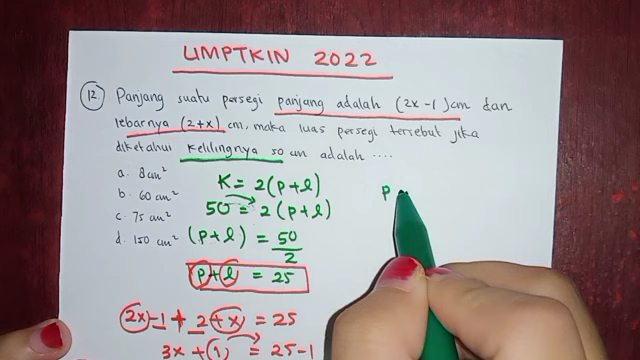 UMPTKIN 2022
12. Panjang suatu persegi panjang adalah (2x-1)cm dan
lebarnya (2+x) cm, maka luas persegi tersebut jika
diketahui kelilingnya 50 cm adalah ....
a. 8 cm²
b. 60 cm²
c. 75 cm²
d. 150 cm²
K = 2(p+l)
50 = 2(p+l)
(p+l) = 50/2
p+l = 25
2x-1 + 2+x = 25
3x+1 = 25-1
p